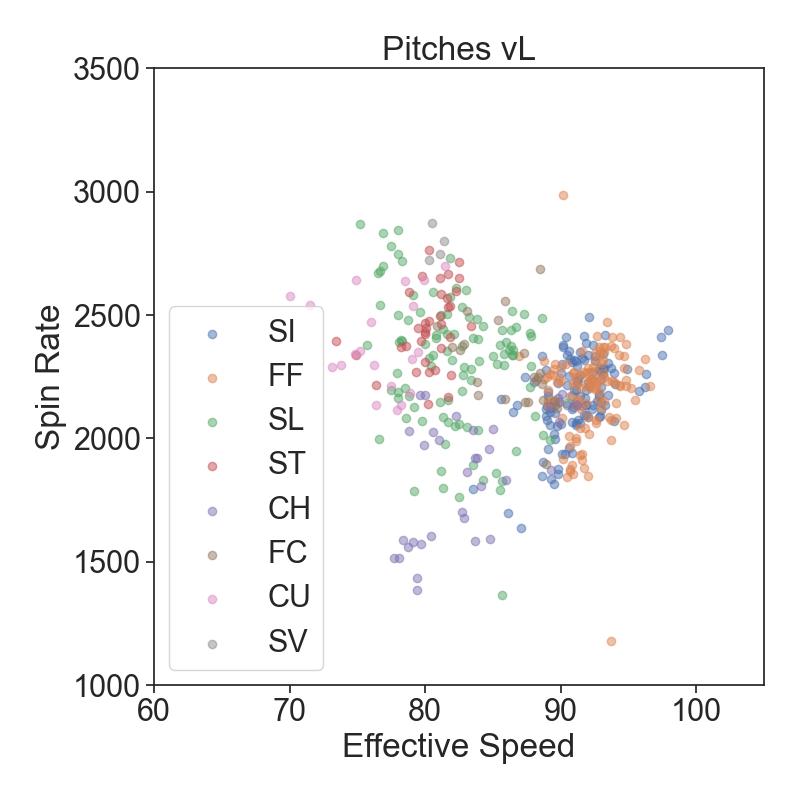 Pitches vL
3500
3000
2500
2000
1500
1000
Spin Rate
SI
FF
SL
ST
CH
FC
CU
SV
60 70 80 90 100
Effective Speed